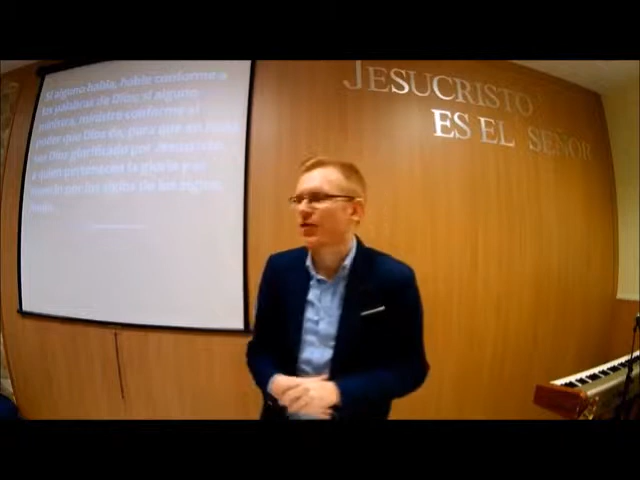 Si alguno habla, hable conforme a
las palabras de Dios; si alguno
ministra, ministre conforme al
poder que Dios da, para que en todo
sea Dios glorificado por Jesucristo,
a quien pertenecen la gloria y el
imperio por los siglos de los siglos.
JESUCRISTO
ES EL SEÑOR